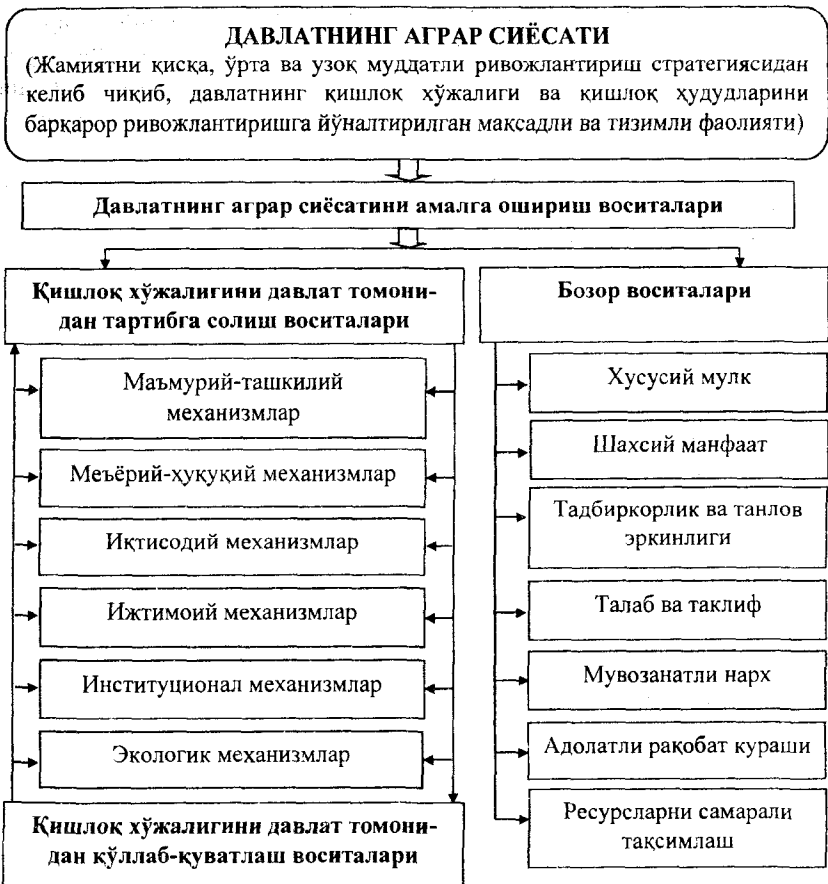 ДАВЛАТНИНГ АГРАР СИЁСАТИ
(Жамиятни қисқа, ўрта ва узоқ муддатли ривожлантириш стратегиясидан
келиб чиқиб, давлатнинг қишлоқ хўжалиги ва қишлоқ ҳудудларини
барқарор ривожлантиришга йўналтирилган мақсадли ва тизимли фаолияти)
Давлатнинг аграр сиёсатини амалга ошириш воситалари
Қишлоқ хўжалигини давлат томони-
дан тартибга солиш воситалари
Маъмурий-ташкилий
механизмлар
Меъёрий-ҳуқуқий механизмлар
Иқтисодий механизмлар
Ижтимоий механизмлар
Институционал механизмлар
Экологик механизмлар
Қишлоқ хўжалигини давлат томони-
дан қўллаб-қуватлаш воситалари
Бозор воситалари
Хусусий мулк
Шахсий манфаат
Тадбиркорлик ва танлов
эркинлиги
Талаб ва таклиф
Мувозанатли нарх
Адолатли рақобат кураши
Ресурсларни самарали
тақсимлаш